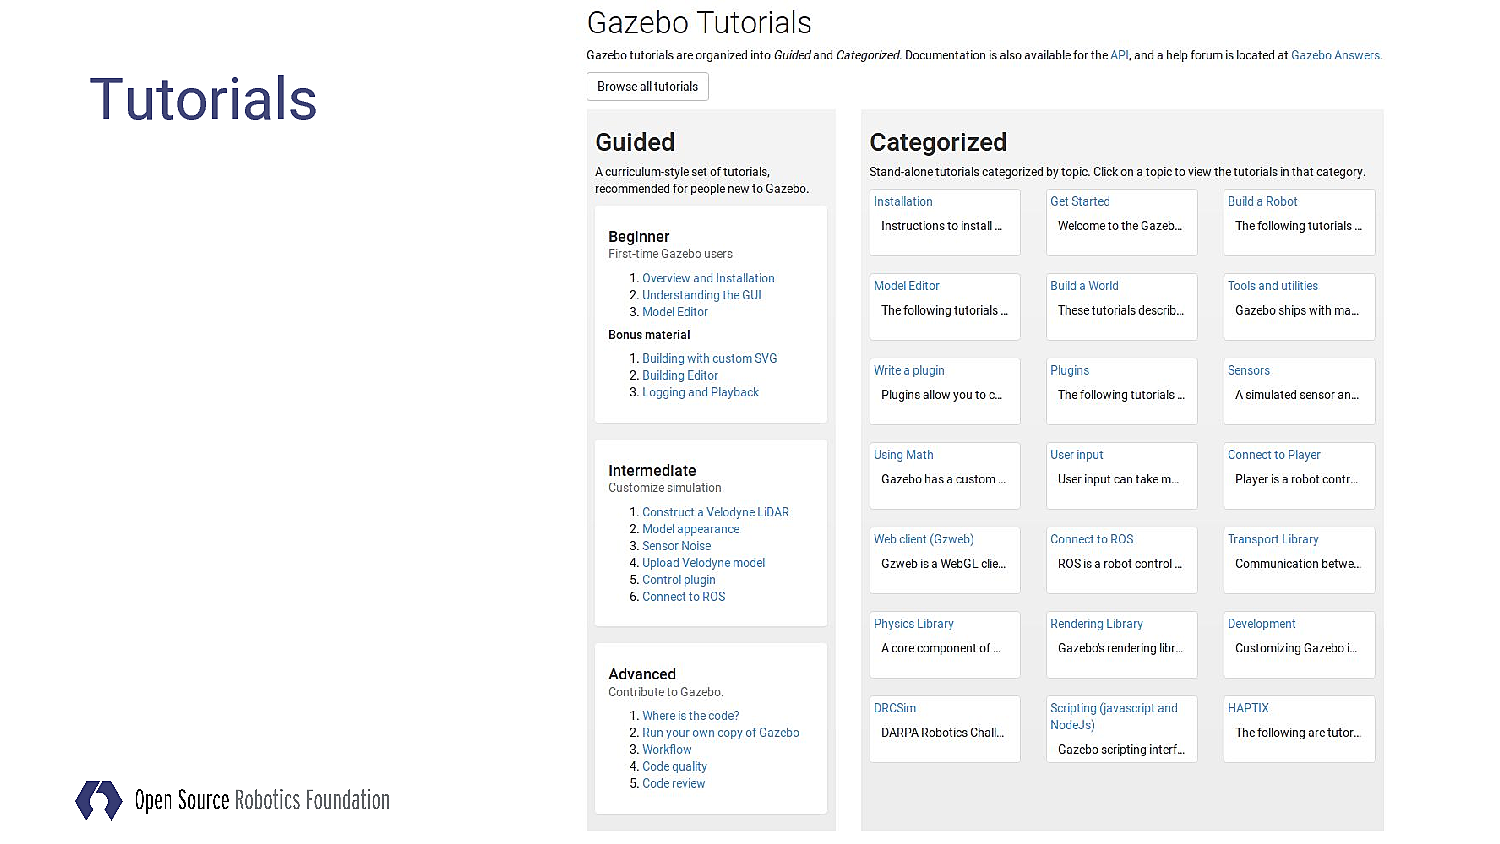 Tutorials
Gazebo Tutorials
Gazebo tutorials are organized into Guided and Categorized. Documentation is also available for the API, and a help forum is located at Gazebo Answers.
Browse all tutorials
Guided
A curriculum-style set of tutorials,
recommended for people new to Gazebo.
Beginner
First-time Gazebo users
1. Overview and Installation
2. Understanding the GUI
3. Model Editor
Bonus material
1. Building with custom SVG
2. Building Editor
3. Logging and Playback
Intermediate
Customize simulation
1. Construct a Velodyne LiDAR
2. Model appearance
3. Sensor Noise
4. Upload Velodyne model
5. Control plugin
6. Connect to ROS
Advanced
Contribute to Gazebo.
1. Where is the code?
2. Run your own copy of Gazebo
3. Workflow
4. Code quality
5. Code review
Categorized
Stand-alone tutorials categorized by topic. Click on a topic to view the tutorials in that category.
Installation
Instructions to install ...
Get Started
Welcome to the Gazeb...
Build a Robot
The following tutorials ...
Model Editor
The following tutorials ...
Build a World
These tutorials describ...
Tools and utilities
Gazebo ships with ma...
Write a plugin
Plugins allow you to c...
Plugins
The following tutorials ...
Sensors
A simulated sensor an...
Using Math
Gazebo has a custom ...
User input
User input can take m...
Connect to Player
Player is a robot contr...
Web client (Gzweb)
Gzweb is a WebGL clie...
Connect to ROS
ROS is a robot control ...
Transport Library
Communication betwe...
Physics Library
A core component of ...
Rendering Library
Gazebo's rendering libr...
Development
Customizing Gazebo i...
DRCSim
DARPA Robotics Chall...
Scripting (javascript and
NodeJs)
Gazebo scripting interf...
HAPTIX
The following are tutor...
Open Source Robotics Foundation